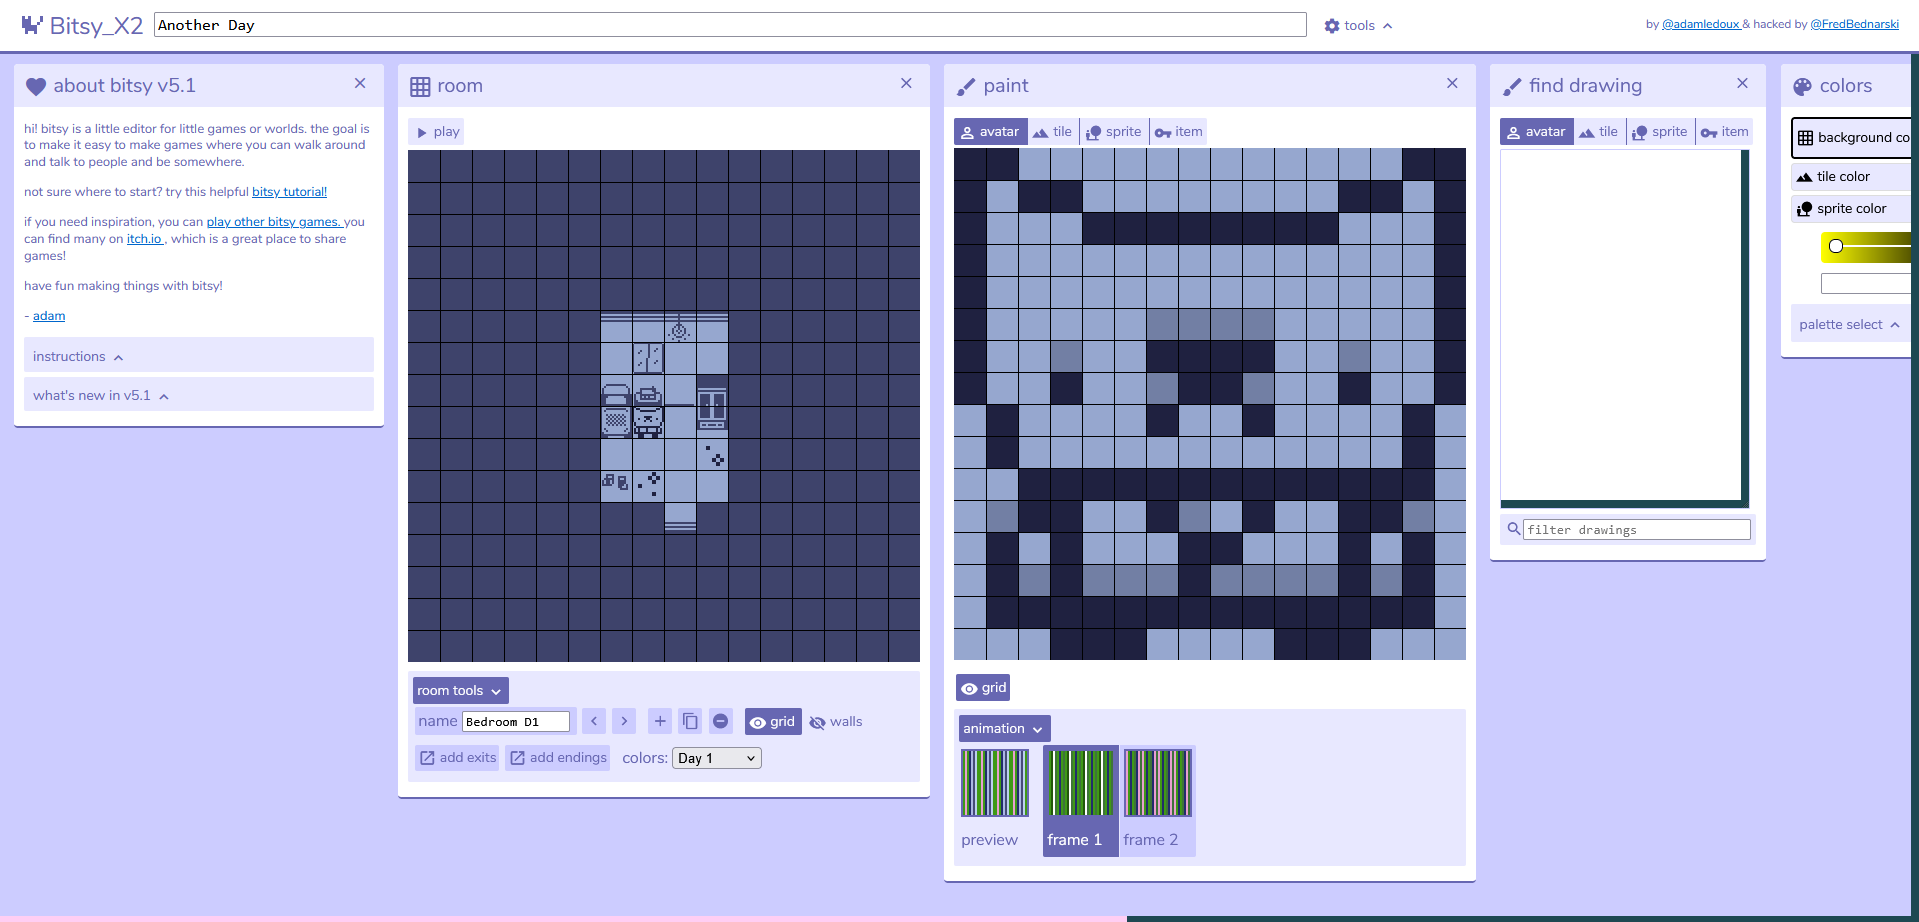 Bitsy_X2
Another Day
tools
by @adamledoux & hacked by @FredBednarski
about bitsy v5.1
hi! bitsy is a little editor for little games or worlds. the goal is
to make it easy to make games where you can walk around
and talk to people and be somewhere.
not sure where to start? try this helpful bitsy tutorial!
if you need inspiration, you can play other bitsy games. you
can find many on itch.io , which is a great place to share
games!
have fun making things with bitsy!
- adam
instructions
what's new in v5.1
room
play
room tools
name Bedroom D1
grid
walls
add exits
add endings
colors: Day 1
paint
avatar
tile
sprite
item
grid
animation
preview
frame 1
frame 2
find drawing
avatar
tile
sprite
item
filter drawings
colors
background co
tile color
sprite color
palette select